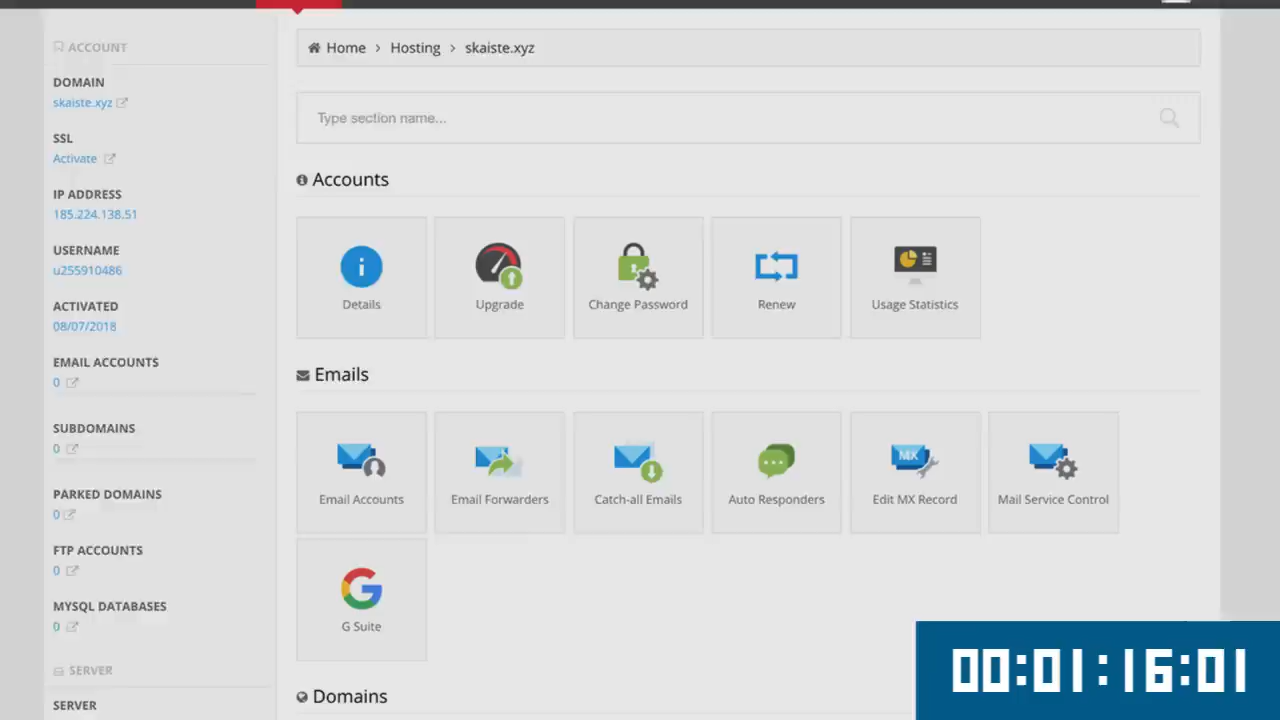 ACCOUNT
DOMAIN
skaiste.xyz
SSL
Activate
IP ADDRESS
185.224.138.51
USERNAME
u255910486
ACTIVATED
08/07/2018
EMAIL ACCOUNTS
0
SUBDOMAINS
0
PARKED DOMAINS
0
FTP ACCOUNTS
0
MYSQL DATABASES
0
SERVER
SERVER
Home > Hosting > skaiste.xyz
Type section name...
Accounts
Details
Upgrade
Change Password
Renew
Usage Statistics
Emails
Email Accounts
Email Forwarders
Catch-all Emails
Auto Responders
MX
Edit MX Record
Mail Service Control
G Suite
Domains
00:01:16:01